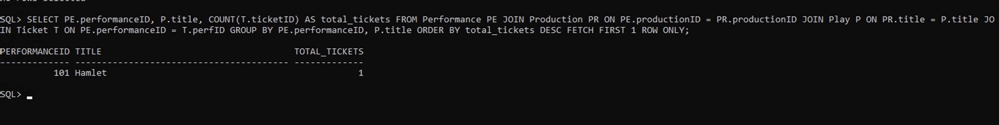 no rows selected
SQL> SELECT PE.performanceID, P.title, COUNT(T.ticketID) AS total_tickets FROM Performance PE JOIN Production PR ON PE.productionID = PR.productionID JOIN Play P ON PR.title = P.title JO
IN Ticket T ON PE.performanceID = T.perfID GROUP BY PE.performanceID, P.title ORDER BY total_tickets DESC FETCH FIRST 1 ROW ONLY;
PERFORMANCEID TITLE                                    TOTAL_TICKETS
------------- ---------------------------------------- -------------
          101 Hamlet                                               1
SQL>